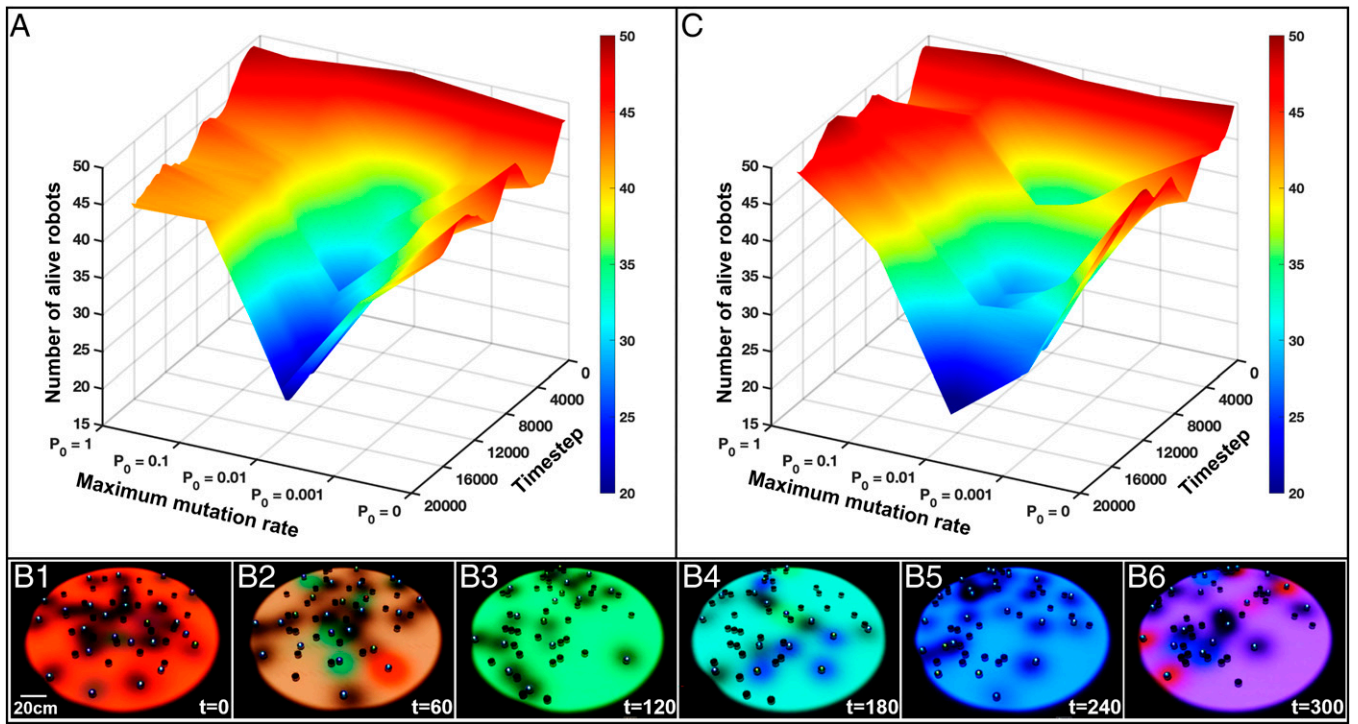 A
Number of alive robots
50
45
40
35
30
25
20
15
P0 = 1
P0 = 0.1
P0 = 0.01
P0 = 0.001
P0 = 0
Maximum mutation rate
0
4000
8000
12000
16000
20000
Timestep
50
45
40
35
30
25
20
C
Number of alive robots
50
45
40
35
30
25
20
15
P0 = 1
P0 = 0.1
P0 = 0.01
P0 = 0.001
P0 = 0
Maximum mutation rate
0
4000
8000
12000
16000
20000
Timestep
50
45
40
35
30
25
20
B1
20cm
t=0
B2
t=60
B3
t=120
B4
t=180
B5
t=240
B6
t=300